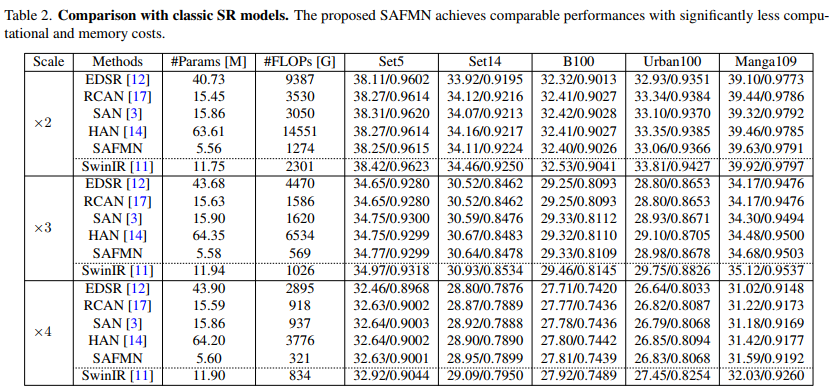 Table 2. Comparison with classic SR models. The proposed SAFMN achieves comparable performances with significantly less compu-
tational and memory costs.
Scale Methods #Params [M] #FLOPs [G] Set5 Set14 B100 Urban100 Manga109
×2
EDSR [12] 40.73 9387 38.11/0.9602 33.92/0.9195 32.32/0.9013 32.93/0.9351 39.10/0.9773
RCAN [17] 15.45 3530 38.27/0.9614 34.12/0.9216 32.41/0.9027 33.34/0.9384 39.44/0.9786
SAN [3] 15.86 3050 38.31/0.9620 34.07/0.9213 32.42/0.9028 33.10/0.9370 39.32/0.9792
HAN [14] 63.61 14551 38.27/0.9614 34.16/0.9217 32.41/0.9027 33.35/0.9385 39.46/0.9785
SAFMN 5.56 1274 38.25/0.9615 34.11/0.9224 32.40/0.9026 33.06/0.9366 39.63/0.9791
SwinIR [11] 11.75 2301 38.42/0.9623 34.46/0.9250 32.53/0.9041 33.81/0.9427 39.92/0.9797
×3
EDSR [12] 43.68 4470 34.65/0.9280 30.52/0.8462 29.25/0.8093 28.80/0.8653 34.17/0.9476
RCAN [17] 15.63 1586 34.65/0.9280 30.52/0.8462 29.25/0.8093 28.80/0.8653 34.17/0.9476
SAN [3] 15.90 1620 34.75/0.9300 30.59/0.8476 29.33/0.8112 28.93/0.8671 34.30/0.9494
HAN [14] 64.35 6534 34.75/0.9299 30.67/0.8483 29.32/0.8110 29.10/0.8705 34.48/0.9500
SAFMN 5.58 569 34.77/0.9299 30.64/0.8478 29.33/0.8109 28.98/0.8678 34.68/0.9503
SwinIR [11] 11.94 1026 34.97/0.9318 30.93/0.8534 29.46/0.8145 29.75/0.8826 35.12/0.9537
×4
EDSR [12] 43.90 2895 32.46/0.8968 28.80/0.7876 27.71/0.7420 26.64/0.8033 31.02/0.9148
RCAN [17] 15.59 918 32.63/0.9002 28.87/0.7889 27.77/0.7436 26.82/0.8087 31.22/0.9173
SAN [3] 15.86 937 32.64/0.9003 28.92/0.7888 27.78/0.7436 26.79/0.8068 31.18/0.9169
HAN [14] 64.20 3776 32.64/0.9002 28.90/0.7890 27.80/0.7442 26.85/0.8094 31.42/0.9177
SAFMN 5.60 321 32.63/0.9001 28.95/0.7899 27.81/0.7439 26.83/0.8068 31.59/0.9192
SwinIR [11] 11.90 834 32.92/0.9044 29.09/0.7950 27.92/0.7489 27.45/0.8254 32.03/0.9260